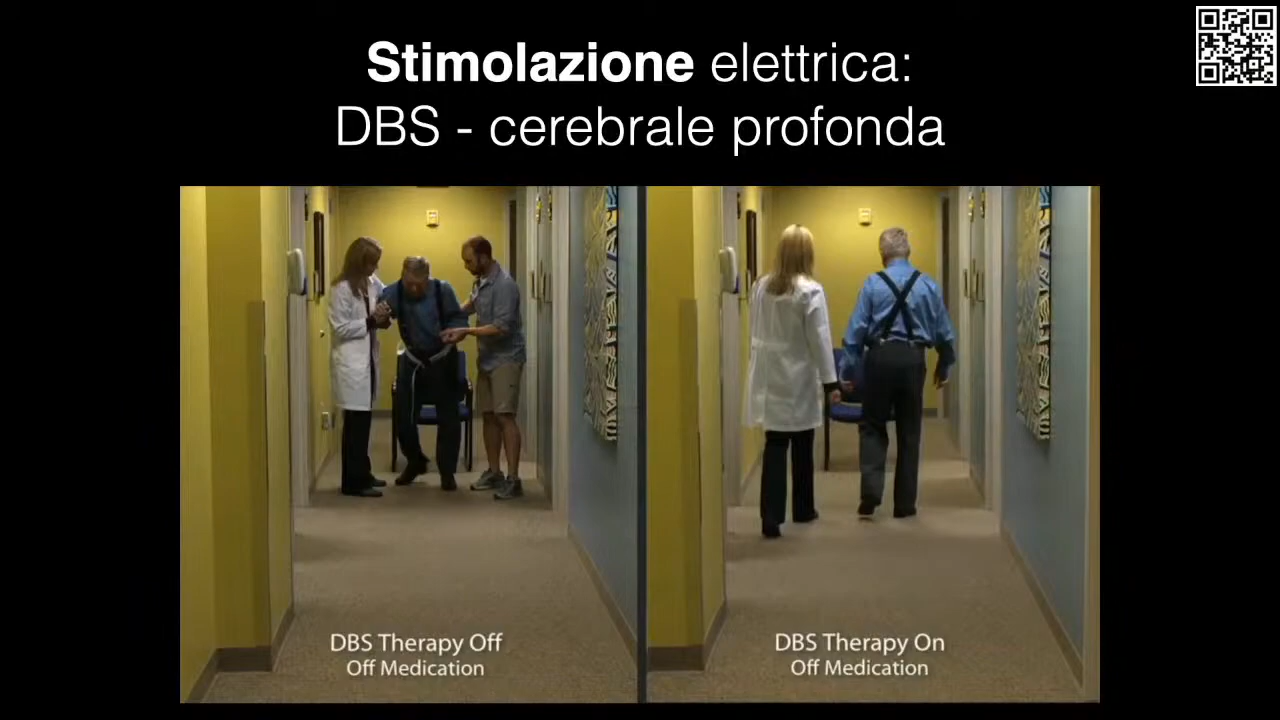 Stimolazione elettrica:
DBS - cerebrale profonda
DBS Therapy Off
Off Medication
DBS Therapy On
Off Medication